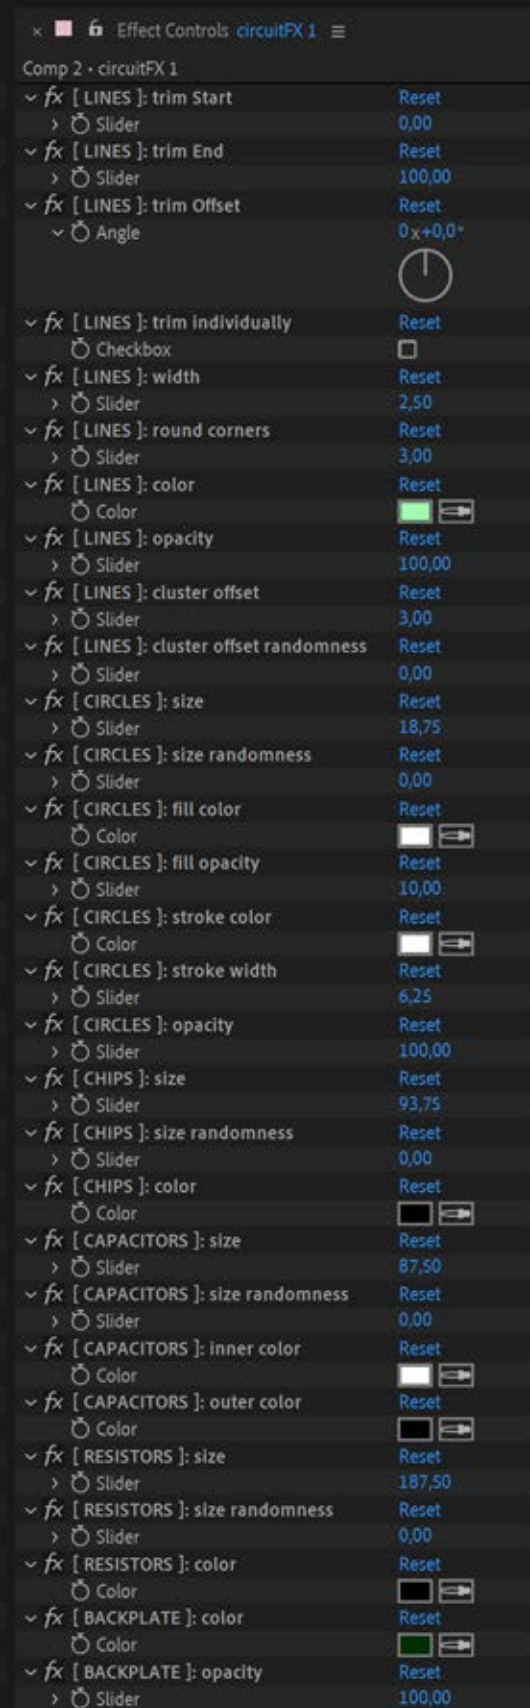 Effect Controls circuitFX 1
Comp 2 • circuitFX 1
fx [ LINES ]: trim Start Reset
Slider 0,00
fx [ LINES ]: trim End Reset
Slider 100,00
fx [ LINES ]: trim Offset Reset
Angle 0x+0,0°
fx [ LINES ]: trim individually Reset
Checkbox
fx [ LINES ]: width Reset
Slider 2,50
fx [ LINES ]: round corners Reset
Slider 3,00
fx [ LINES ]: color Reset
Color
fx [ LINES ]: opacity Reset
Slider 100,00
fx [ LINES ]: cluster offset Reset
Slider 3,00
fx [ LINES ]: cluster offset randomness Reset
Slider 0,00
fx [ CIRCLES ]: size Reset
Slider 18,75
fx [ CIRCLES ]: size randomness Reset
Slider 0,00
fx [ CIRCLES ]: fill color Reset
Color
fx [ CIRCLES ]: fill opacity Reset
Slider 10,00
fx [ CIRCLES ]: stroke color Reset
Color
fx [ CIRCLES ]: stroke width Reset
Slider 6,25
fx [ CIRCLES ]: opacity Reset
Slider 100,00
fx [ CHIPS ]: size Reset
Slider 93,75
fx [ CHIPS ]: size randomness Reset
Slider 0,00
fx [ CHIPS ]: color Reset
Color
fx [ CAPACITORS ]: size Reset
Slider 87,50
fx [ CAPACITORS ]: size randomness Reset
Slider 0,00
fx [ CAPACITORS ]: inner color Reset
Color
fx [ CAPACITORS ]: outer color Reset
Color
fx [ RESISTORS ]: size Reset
Slider 187,50
fx [ RESISTORS ]: size randomness Reset
Slider 0,00
fx [ RESISTORS ]: color Reset
Color
fx [ BACKPLATE ]: color Reset
Color
fx [ BACKPLATE ]: opacity Reset
Slider 100,00